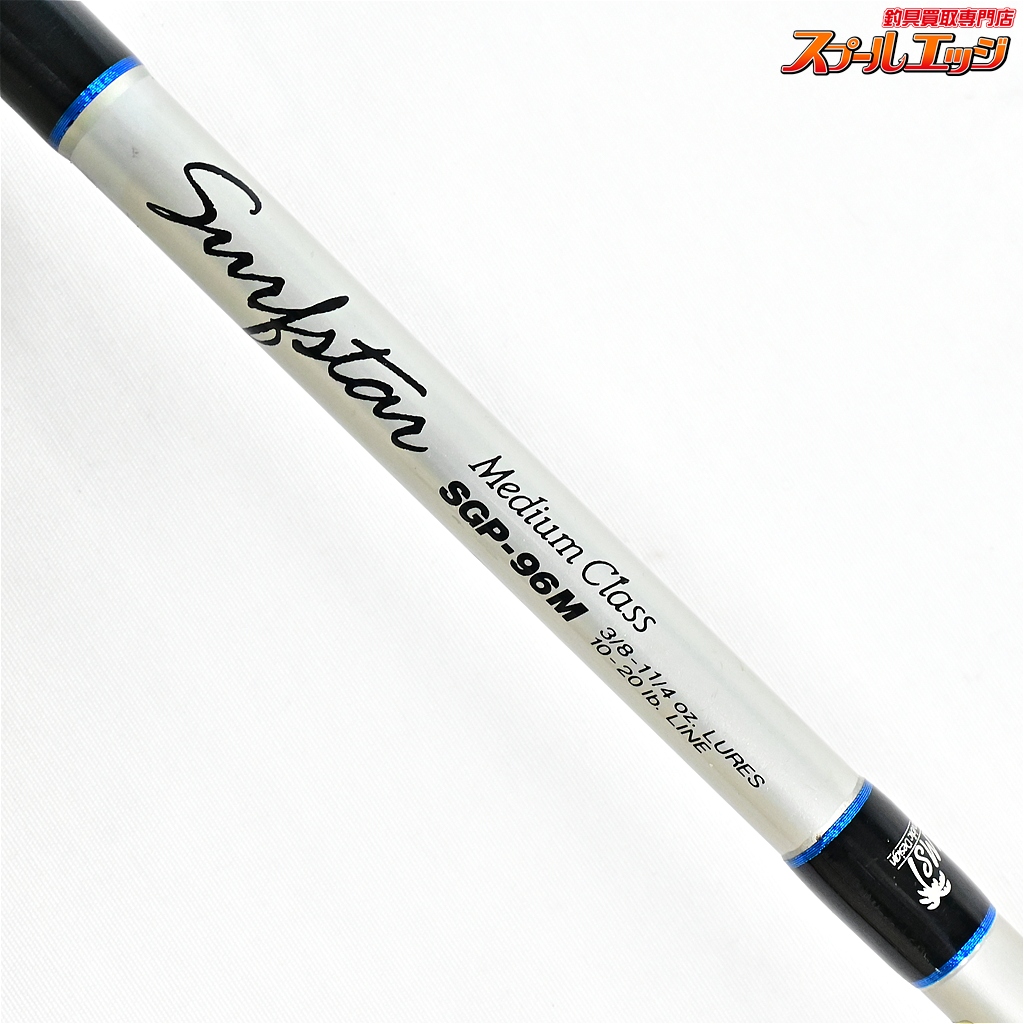 釣具買取専門店
スプールエッジ
Surfstar
Medium Class
SGP-96M
3/8-11/4 oz. LURES
10-20 lb. LINE
Design